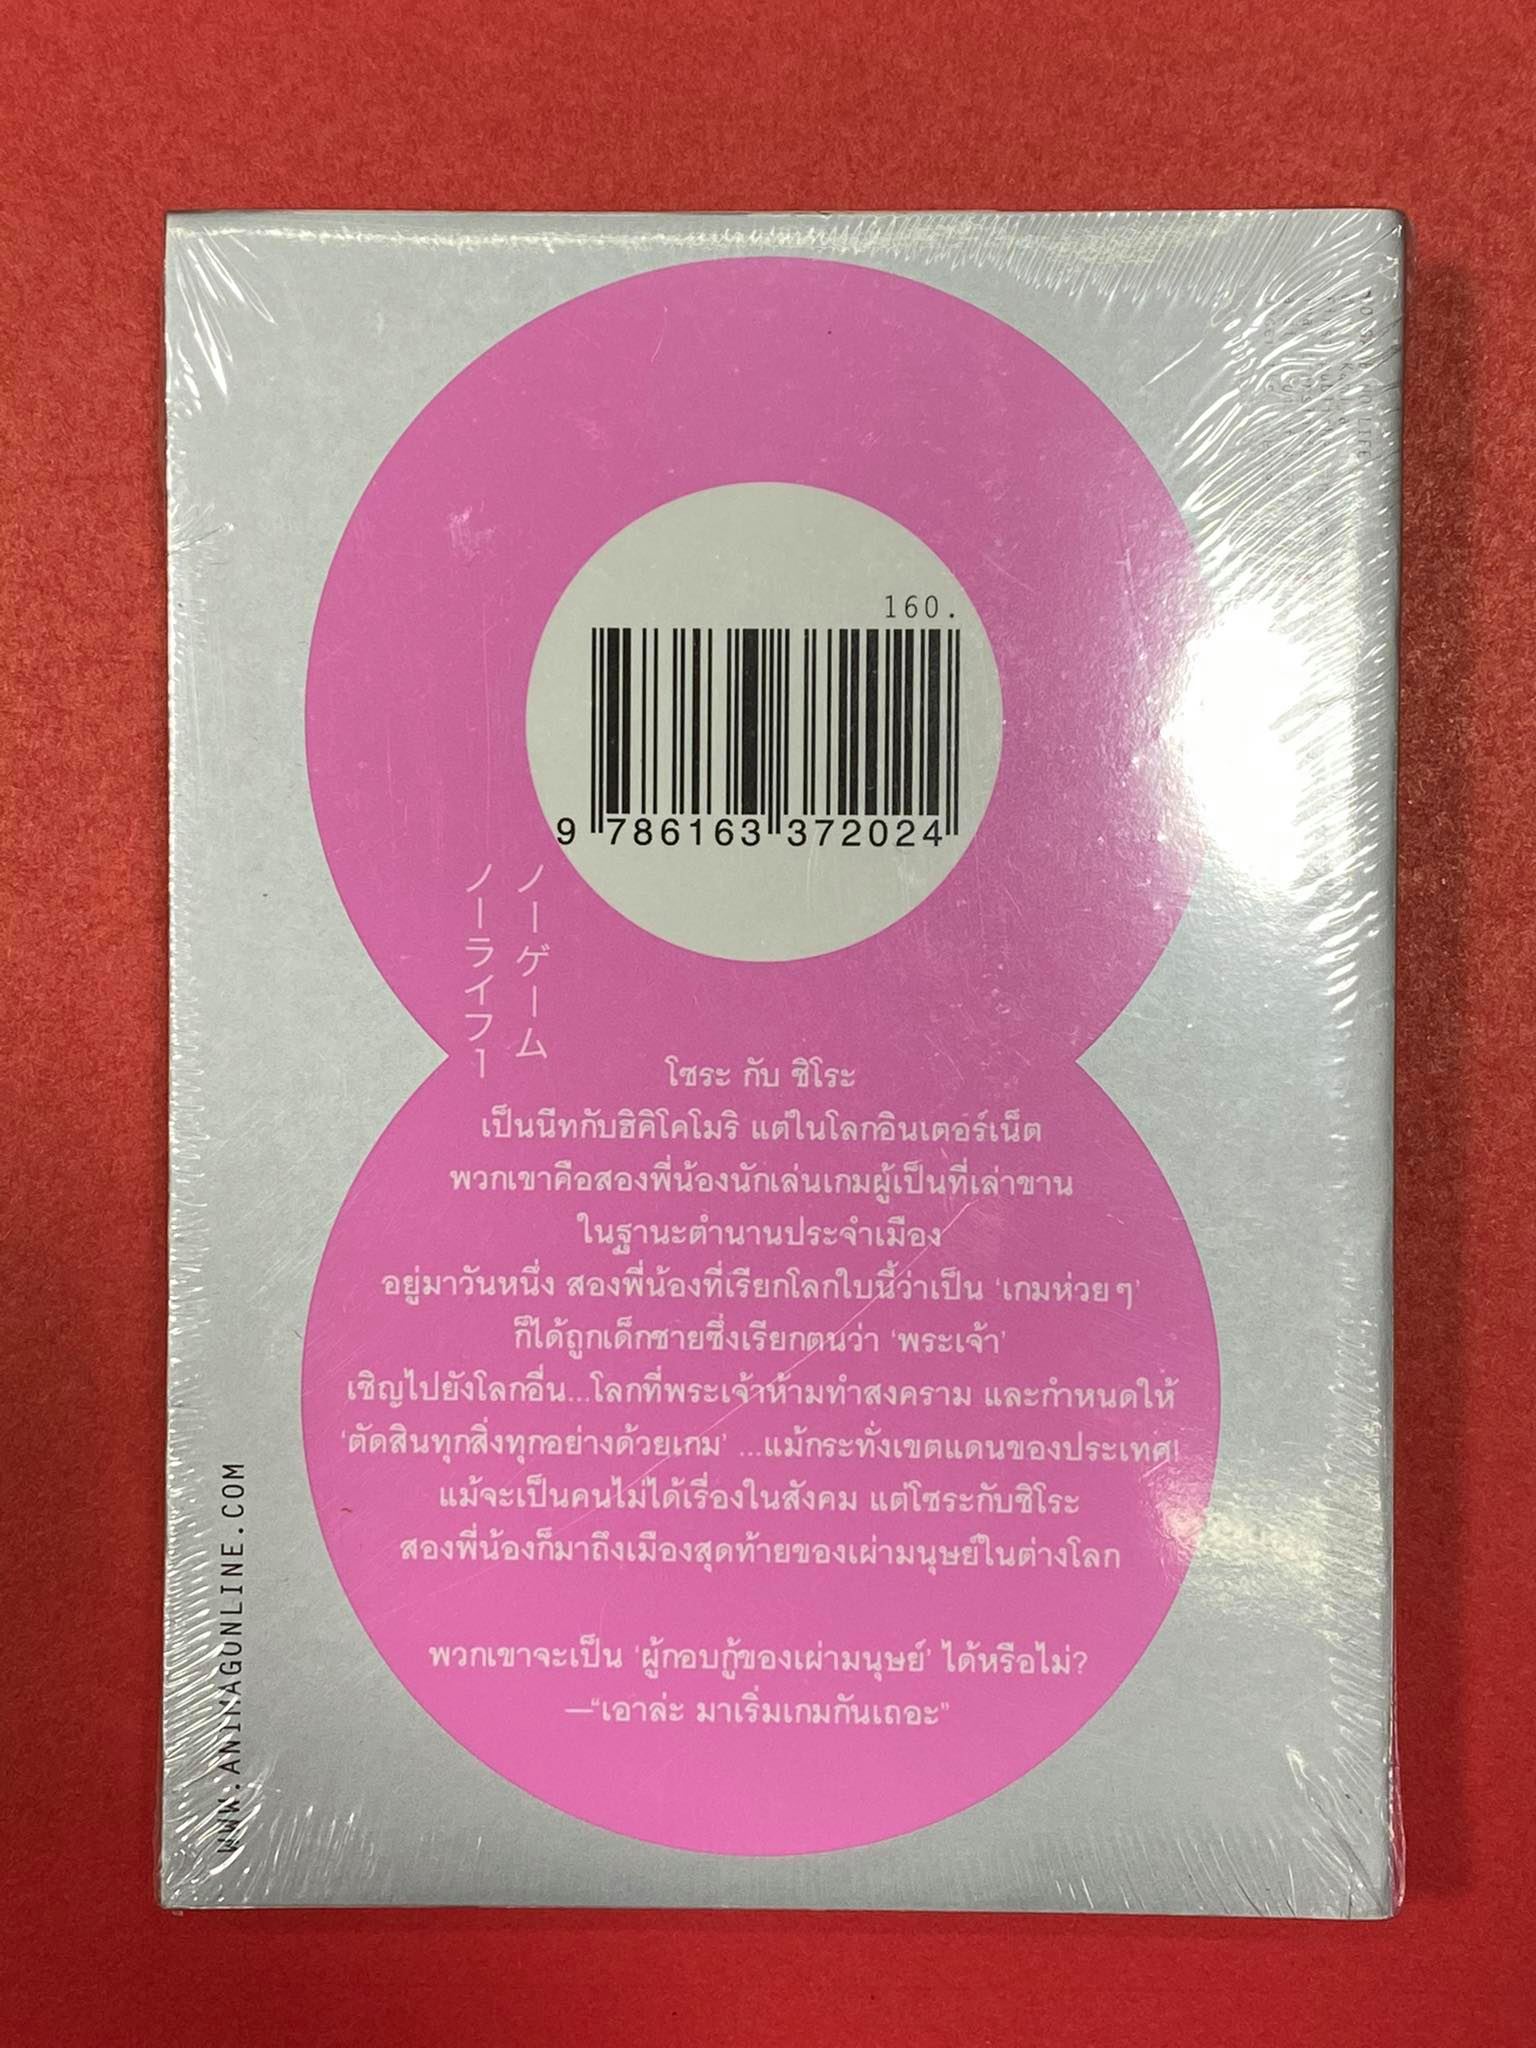 NO LIFE
160.
9 786163 372024
ノーゲーム
ノーライフ1
โซระ กับ ชิโระ
เป็นนีทกับฮิคิโคโมริ แต่ในโลกอินเตอร์เน็ต
พวกเขาคือสองพี่น้องนักเล่นเกมผู้เป็นที่เล่าขาน
ในฐานะตำนานประจำเมือง
อยู่มาวันหนึ่ง สองพี่น้องที่เรียกโลกใบนี้ว่าเป็น ‘เกมห่วยๆ’
ก็ได้ถูกเด็กชายซึ่งเรียกตนว่า ‘พระเจ้า’
เชิญไปยังโลกอื่น...โลกที่พระเจ้าห้ามทำสงคราม และกำหนดให้
‘ตัดสินทุกสิ่งทุกอย่างด้วยเกม’ ...แม้กระทั่งเขตแดนของประเทศ!
แม้จะเป็นคนไม่ได้เรื่องในสังคม แต่โซระกับชิโระ
สองพี่น้องก็มาถึงเมืองสุดท้ายของเผ่ามนุษย์ในต่างโลก
พวกเขาจะเป็น ‘ผู้กอบกู้ของเผ่ามนุษย์’ ได้หรือไม่?
—“เอาล่ะ มาเริ่มเกมกันเถอะ”
WWW.ANIMAGONLINE.COM